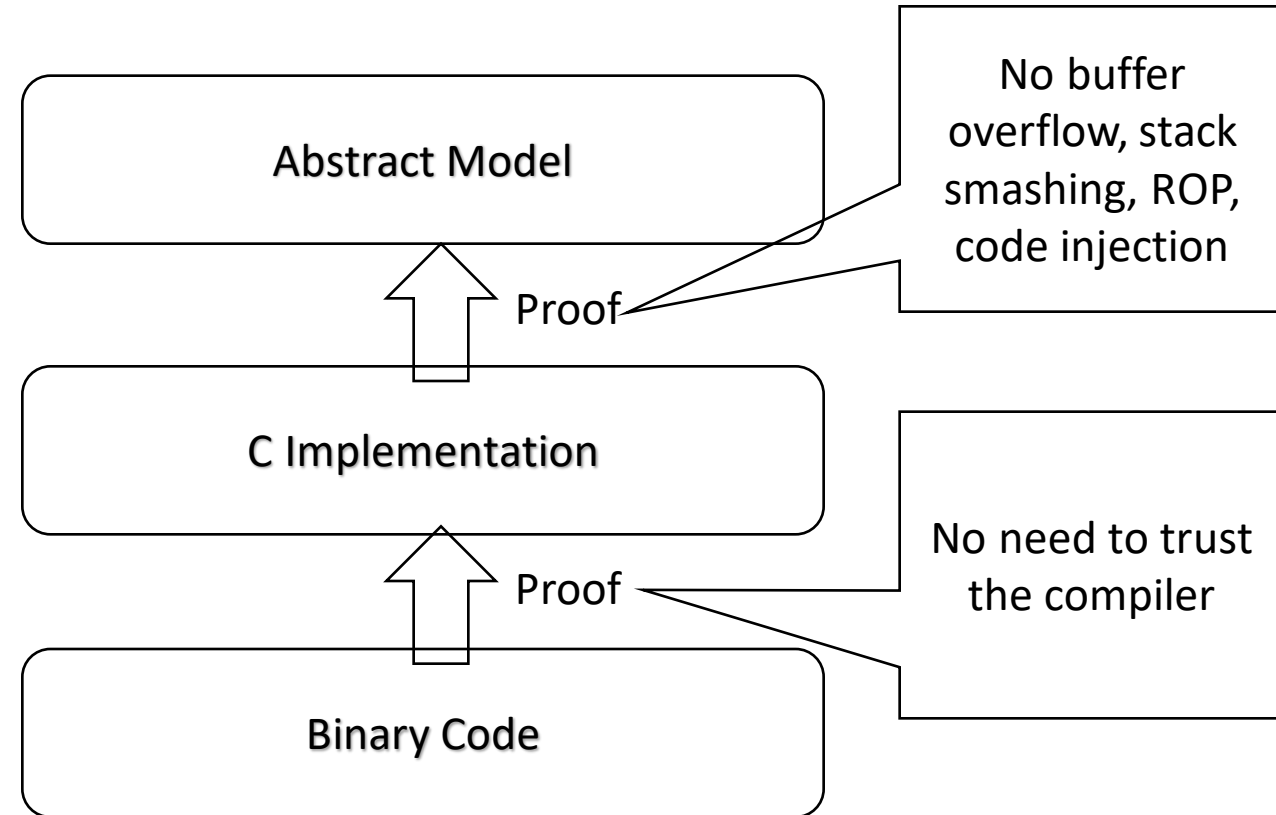 Abstract Model
No buffer
overflow, stack
smashing, ROP,
code injection
Proof
C Implementation
No need to trust
the compiler
Proof
Binary Code